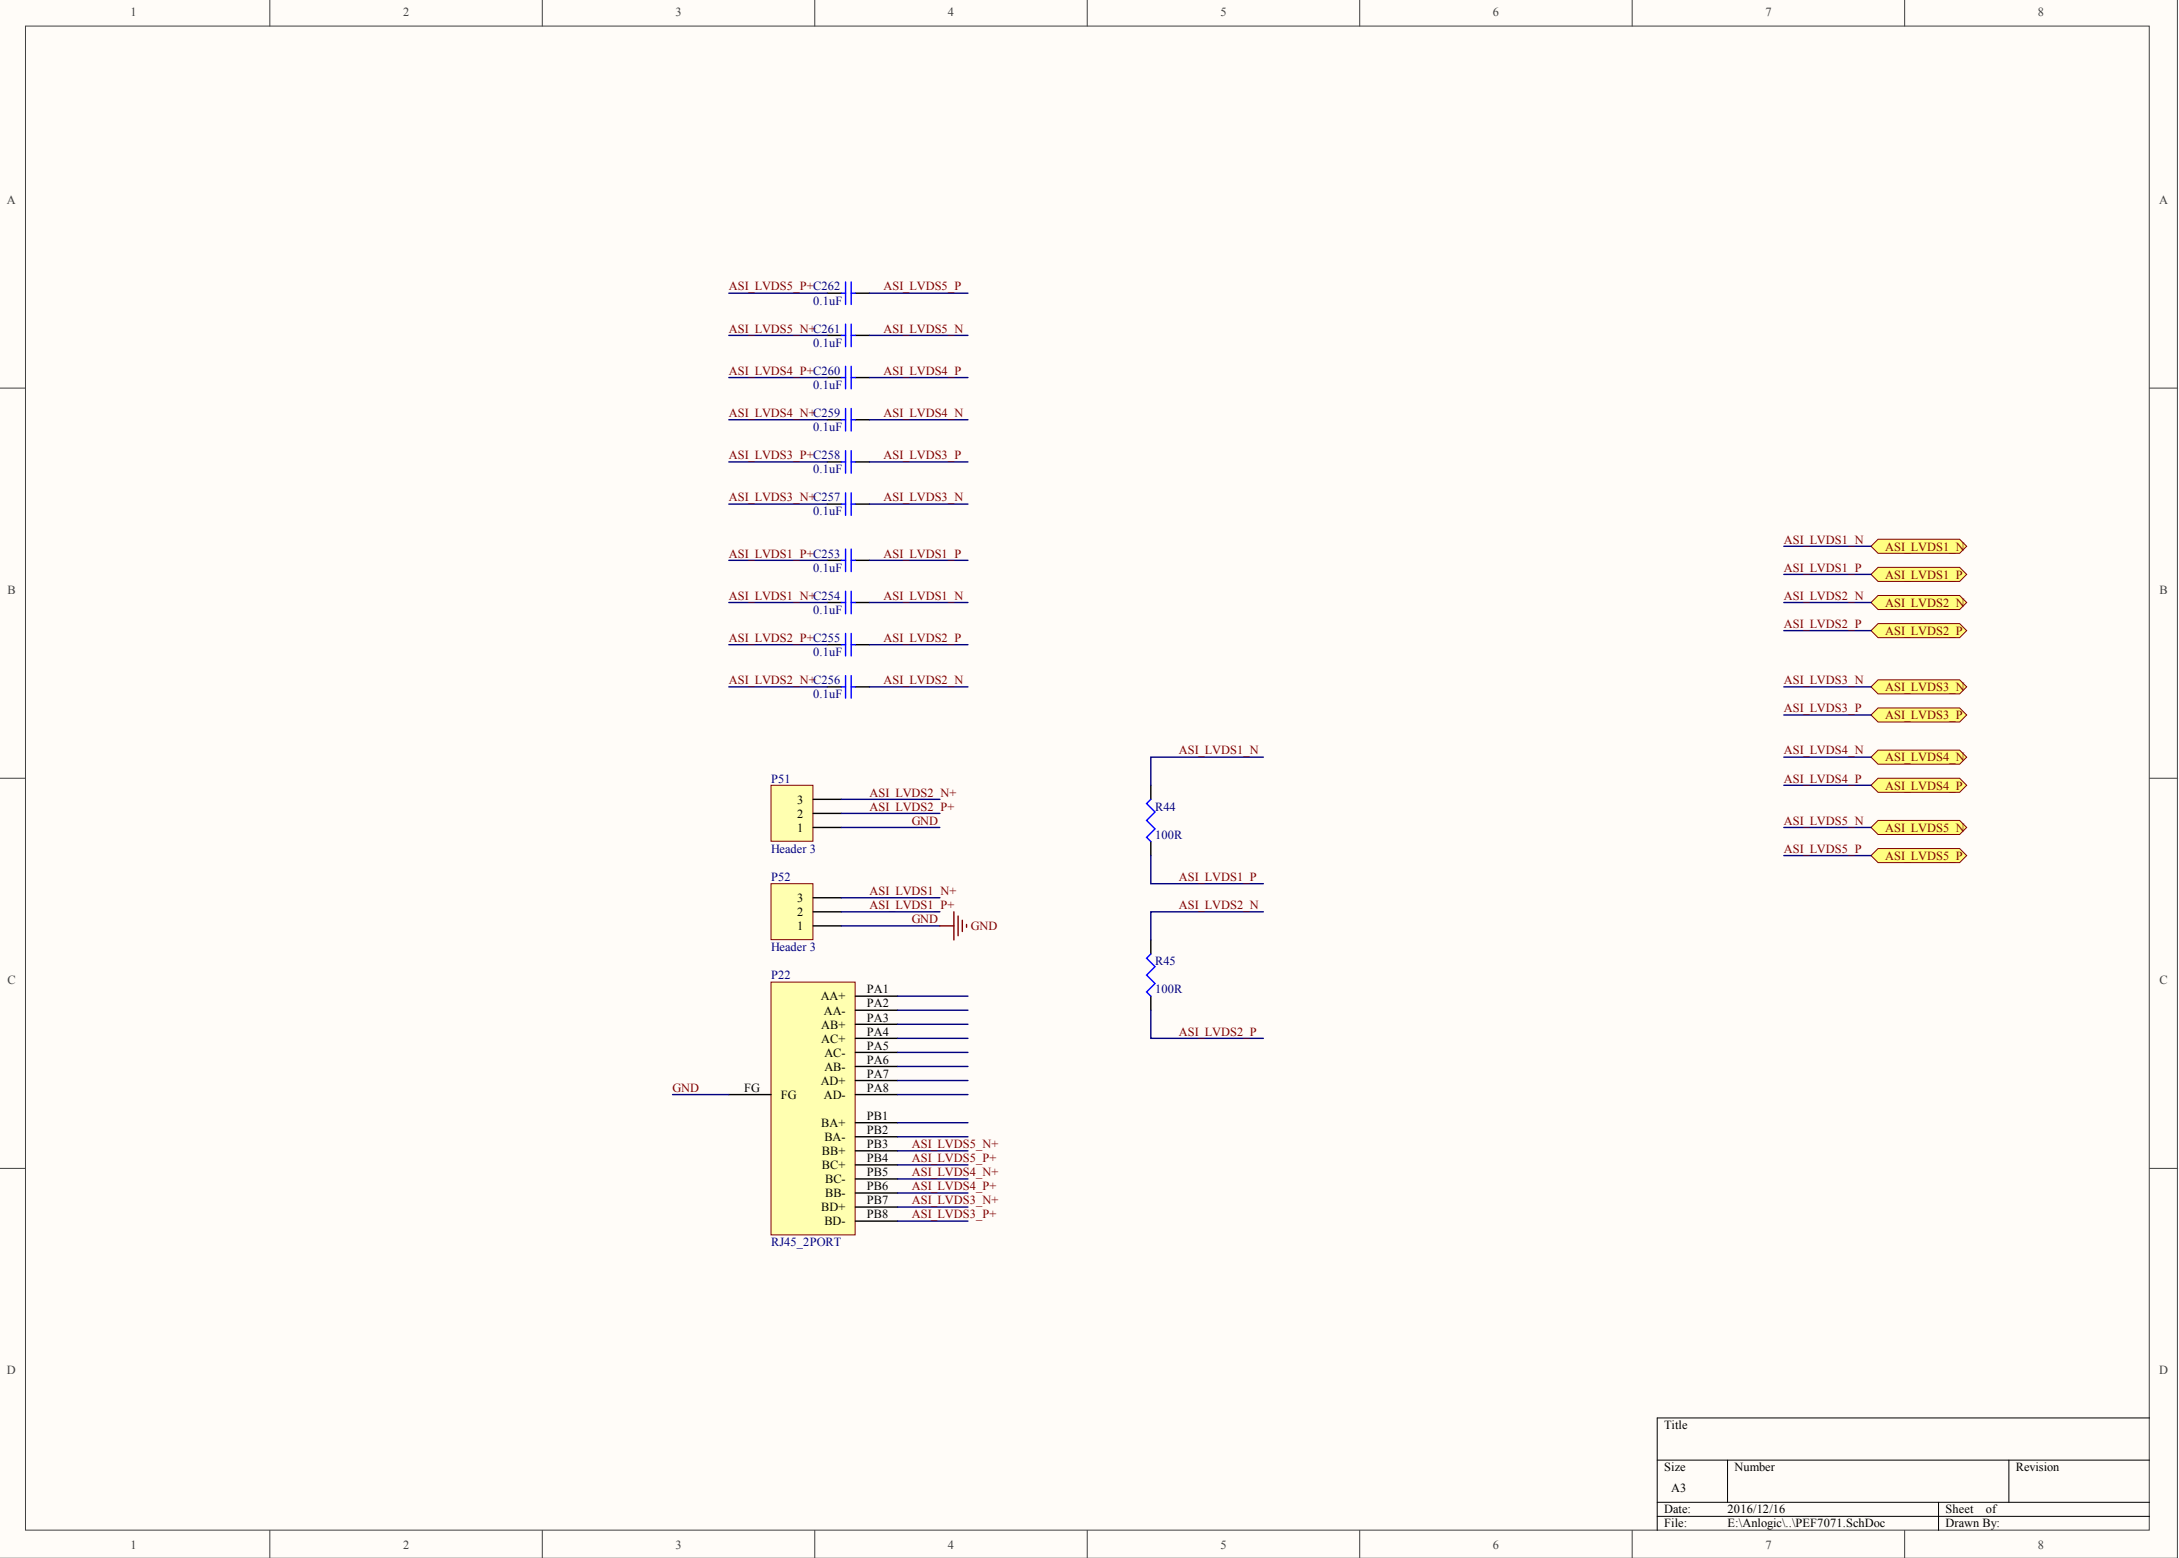 1 2 3 4 5 6 7 8
A A
ASI_LVDS5_P+ C262 ASI_LVDS5_P
0.1uF
ASI_LVDS5_N+ C261 ASI_LVDS5_N
0.1uF
ASI_LVDS4_P+ C260 ASI_LVDS4_P
0.1uF
ASI_LVDS4_N+ C259 ASI_LVDS4_N
0.1uF
ASI_LVDS3_P+ C258 ASI_LVDS3_P
0.1uF
ASI_LVDS3_N+ C257 ASI_LVDS3_N
0.1uF
ASI_LVDS1_P+ C253 ASI_LVDS1_P
0.1uF
ASI_LVDS1_N+ C254 ASI_LVDS1_N
0.1uF
ASI_LVDS2_P+ C255 ASI_LVDS2_P
0.1uF
ASI_LVDS2_N+ C256 ASI_LVDS2_N
0.1uF
B B
ASI_LVDS1_N ASI_LVDS1_N
ASI_LVDS1_P ASI_LVDS1_P
ASI_LVDS2_N ASI_LVDS2_N
ASI_LVDS2_P ASI_LVDS2_P
ASI_LVDS3_N ASI_LVDS3_N
ASI_LVDS3_P ASI_LVDS3_P
ASI_LVDS4_N ASI_LVDS4_N
ASI_LVDS4_P ASI_LVDS4_P
ASI_LVDS5_N ASI_LVDS5_N
ASI_LVDS5_P ASI_LVDS5_P
P51
3 ASI_LVDS2_N+
2 ASI_LVDS2_P+
1 GND
Header 3
P52
3 ASI_LVDS1_N+
2 ASI_LVDS1_P+
1 GND GND
Header 3
ASI_LVDS1_N
R44
100R
ASI_LVDS1_P
ASI_LVDS2_N
R45
100R
ASI_LVDS2_P
C C
P22
AA+ PA1
AA- PA2
AB+ PA3
AC+ PA4
AC- PA5
AB- PA6
AD+ PA7
GND FG FG AD- PA8
BA+ PB1
BA- PB2
BB+ PB3 ASI_LVDS5_N+
BC+ PB4 ASI_LVDS5_P+
BC- PB5 ASI_LVDS4_N+
BB- PB6 ASI_LVDS4_P+
BD+ PB7 ASI_LVDS3_N+
BD- PB8 ASI_LVDS3_P+
RJ45_2PORT
D D
Title
Size Number Revision
A3
Date: 2016/12/16 Sheet of
File: E:\Anlogic\..\PEF7071.SchDoc Drawn By:
1 2 3 4 5 6 7 8